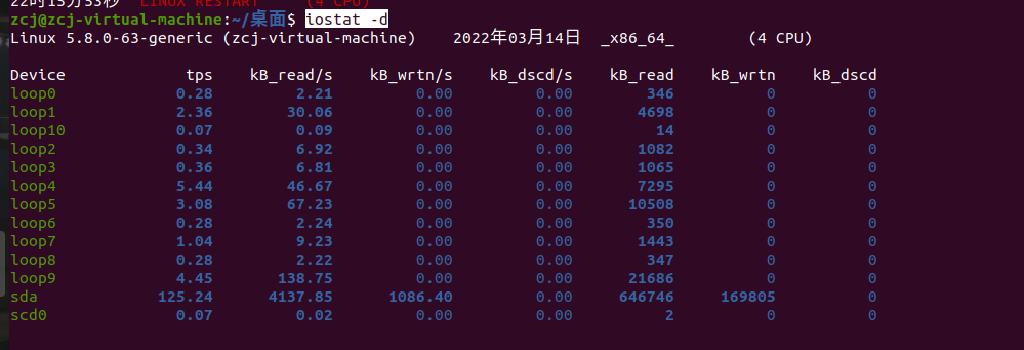 22时15分53秒  LINUX RESTART      (4 CPU)
zcj@zcj-virtual-machine:~/桌面$ iostat -d
Linux 5.8.0-63-generic (zcj-virtual-machine)    2022年03月14日  _x86_64_        (4 CPU)
Device             tps    kB_read/s    kB_wrtn/s    kB_dscd/s    kB_read    kB_wrtn    kB_dscd
loop0             0.28         2.21         0.00         0.00        346          0          0
loop1             2.36        30.06         0.00         0.00       4698          0          0
loop10            0.07         0.09         0.00         0.00         14          0          0
loop2             0.34         6.92         0.00         0.00       1082          0          0
loop3             0.36         6.81         0.00         0.00       1065          0          0
loop4             5.44        46.67         0.00         0.00       7295          0          0
loop5             3.08        67.23         0.00         0.00      10508          0          0
loop6             0.28         2.24         0.00         0.00        350          0          0
loop7             1.04         9.23         0.00         0.00       1443          0          0
loop8             0.28         2.22         0.00         0.00        347          0          0
loop9             4.45       138.75         0.00         0.00      21686          0          0
sda             125.24      4137.85      1086.40         0.00     646746     169805          0
scd0              0.07         0.02         0.00         0.00          2          0          0